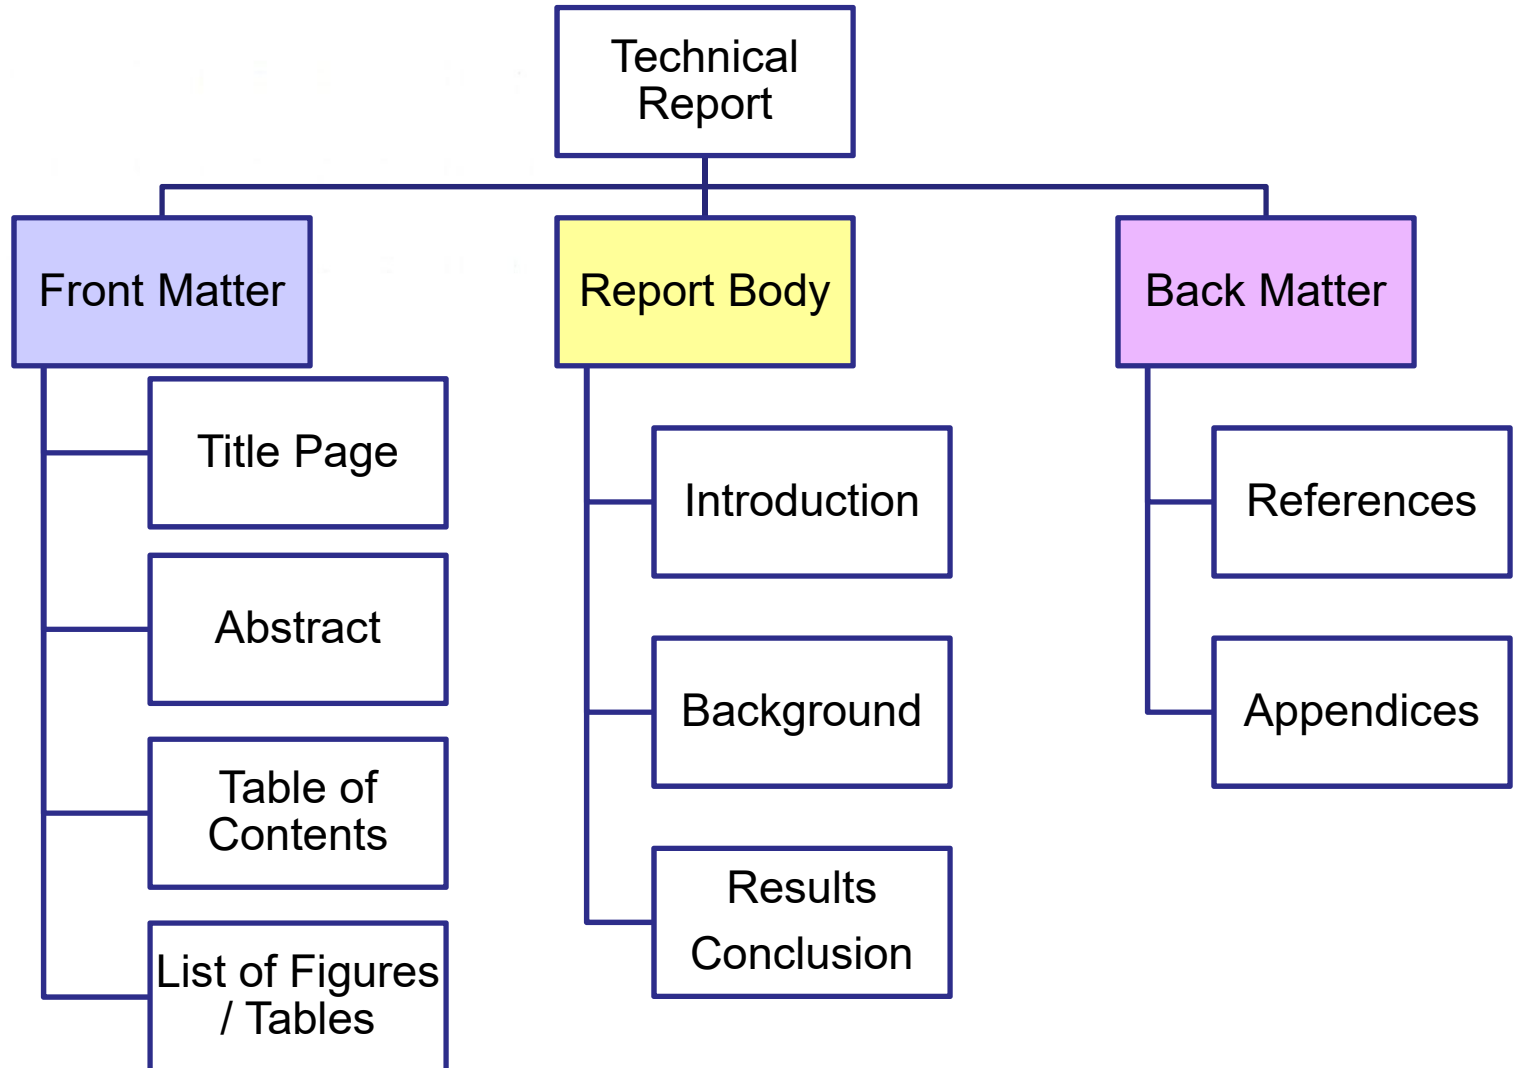 Technical
Report
Front Matter
Report Body
Back Matter
Title Page
Abstract
Table of
Contents
List of Figures
/ Tables
Introduction
Background
Results
Conclusion
References
Appendices